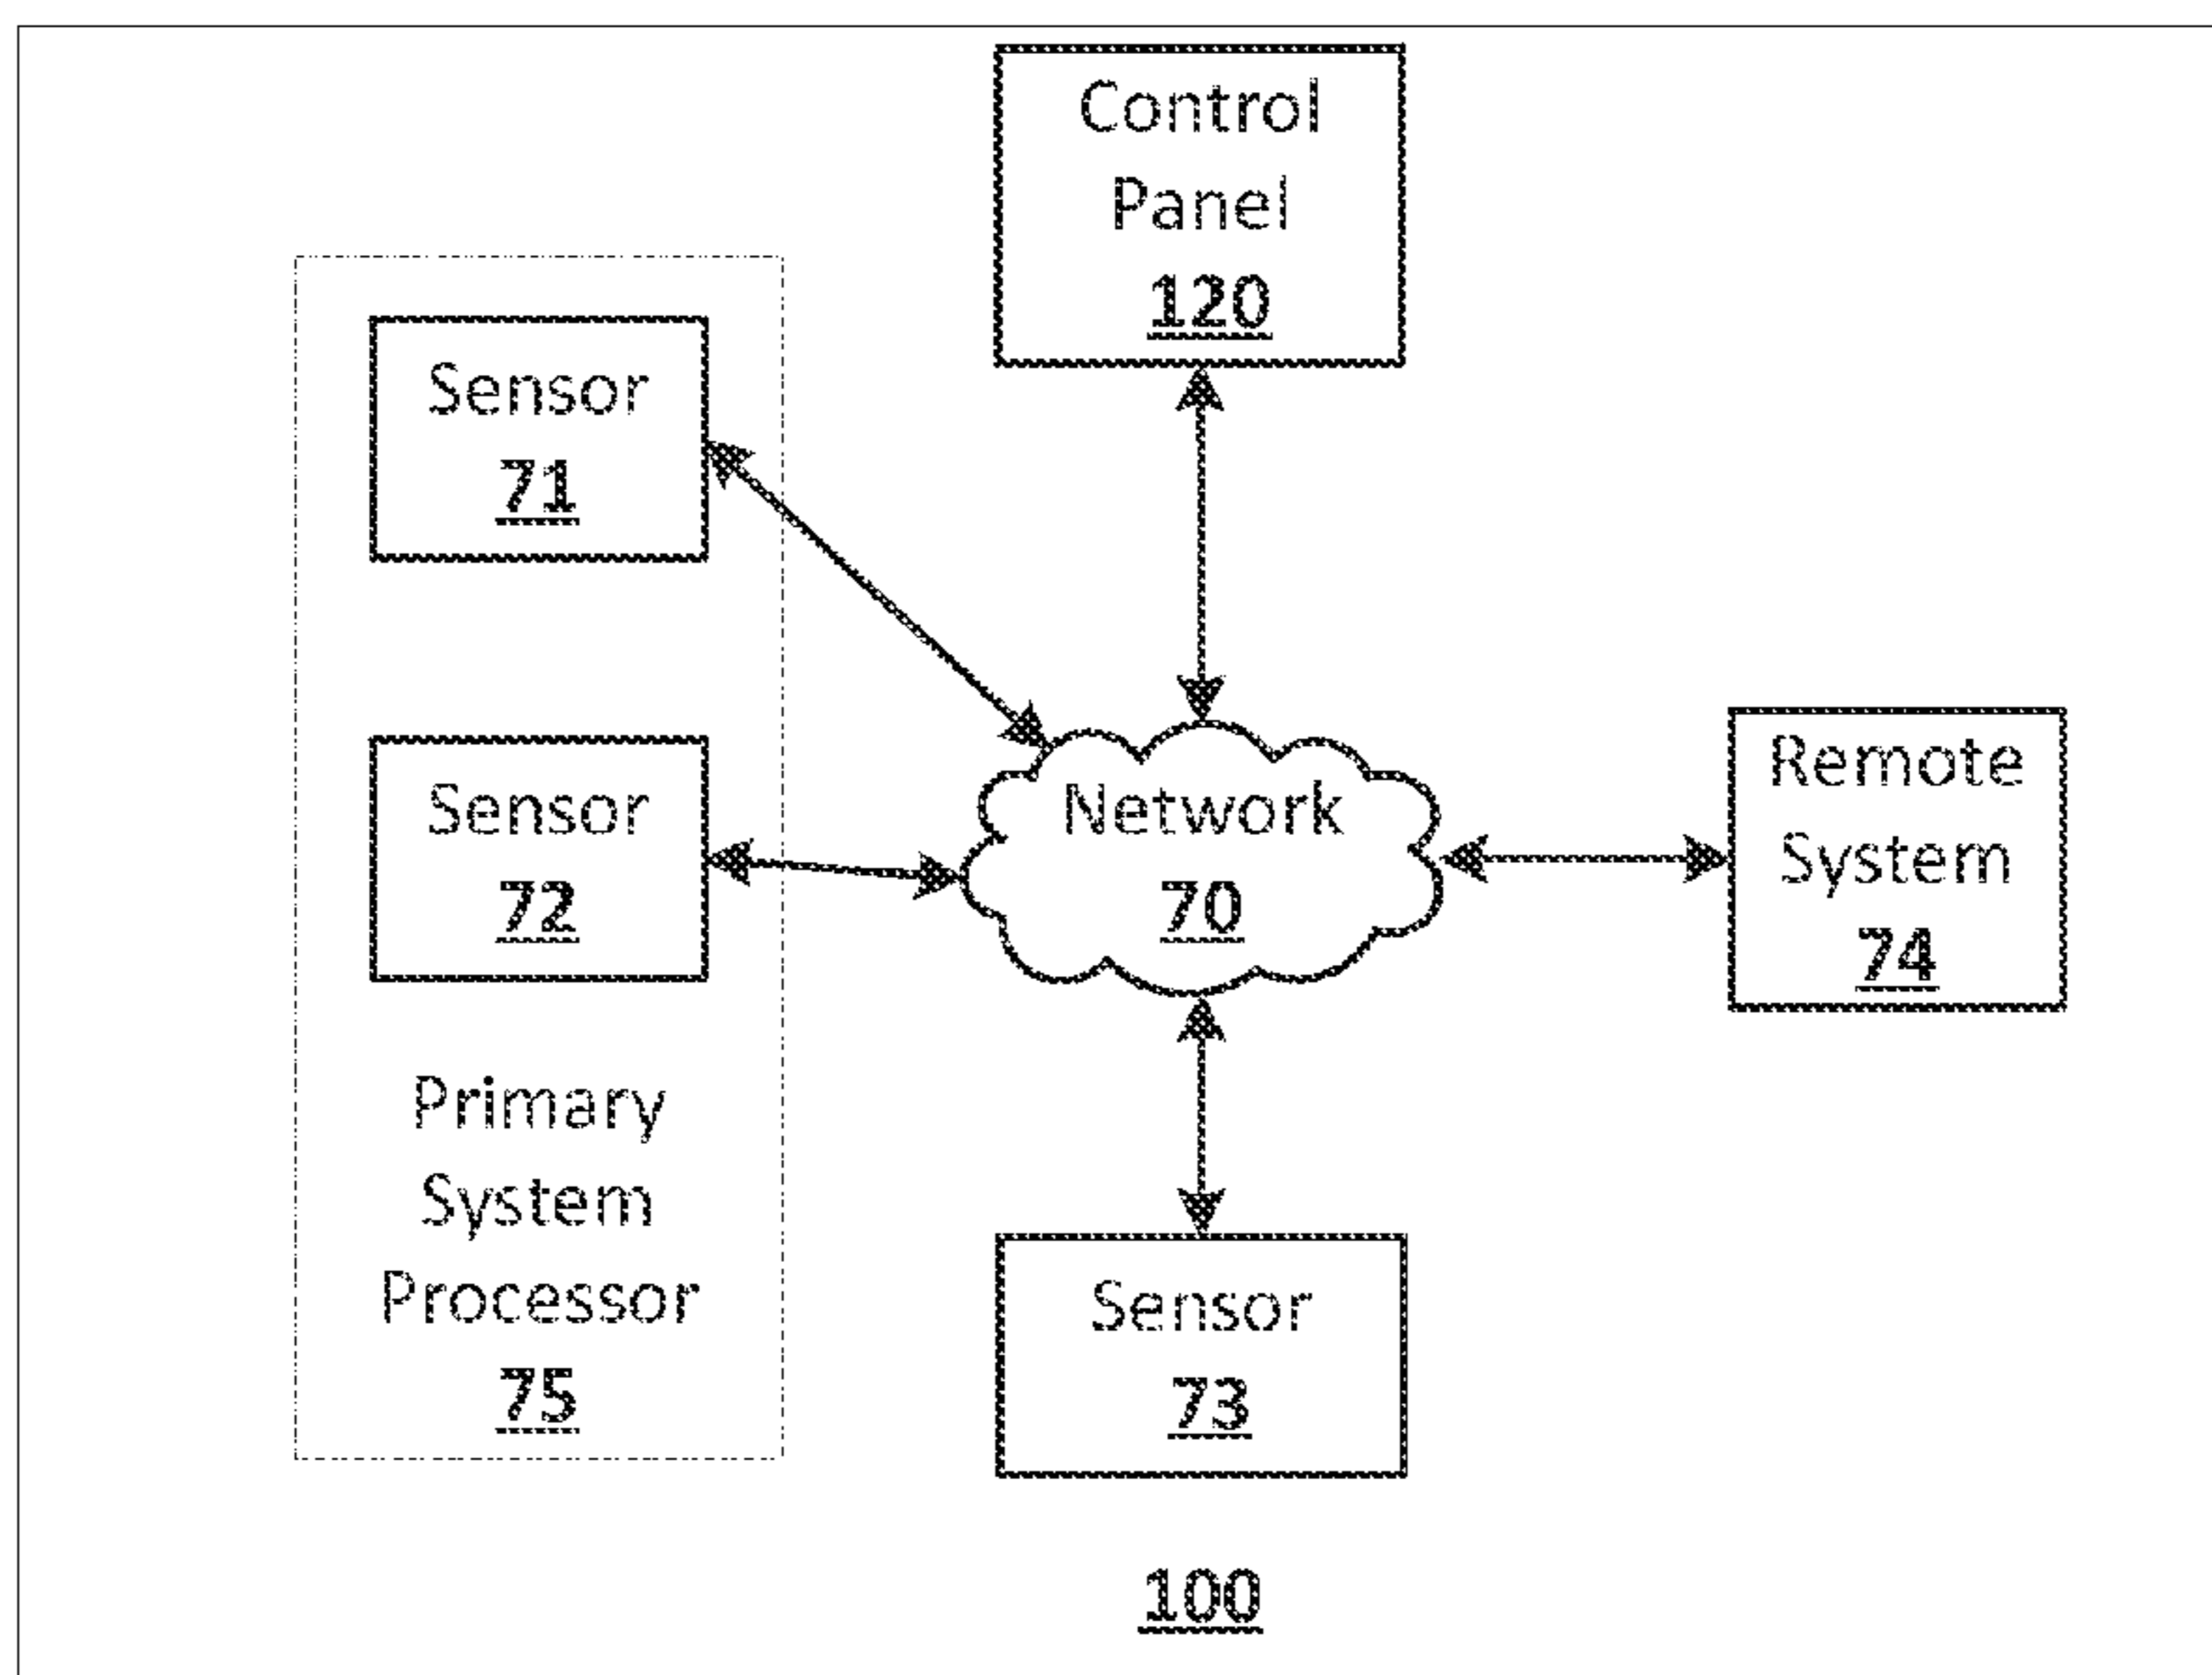 Control
Panel
120
Sensor
71
Sensor
72
Primary
System
Processor
75
Network
70
Remote
System
74
Sensor
73
100